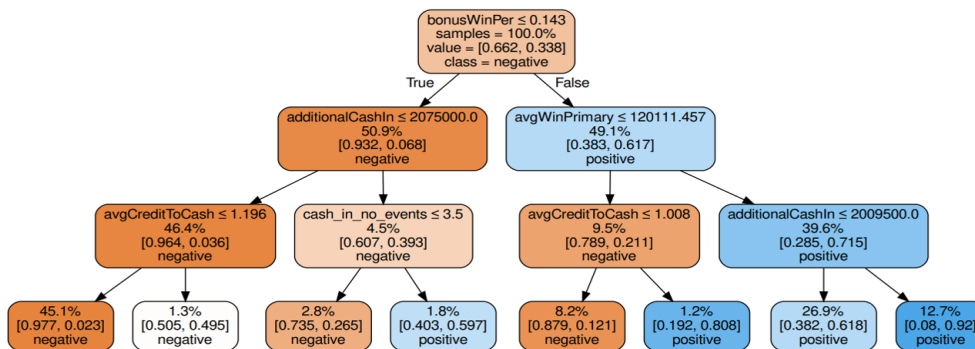 bonusWinPer ≤ 0.143
samples = 100.0%
value = [0.662, 0.338]
class = negative
True
False
additionalCashIn ≤ 2075000.0
50.9%
[0.932, 0.068]
negative
avgWinPrimary ≤ 120111.457
49.1%
[0.383, 0.617]
positive
avgCreditToCash ≤ 1.196
46.4%
[0.964, 0.036]
negative
cash_in_no_events ≤ 3.5
4.5%
[0.607, 0.393]
negative
avgCreditToCash ≤ 1.008
9.5%
[0.789, 0.211]
negative
additionalCashIn ≤ 2009500.0
39.6%
[0.285, 0.715]
positive
45.1%
[0.977, 0.023]
negative
1.3%
[0.505, 0.495]
negative
2.8%
[0.735, 0.265]
negative
1.8%
[0.403, 0.597]
positive
8.2%
[0.879, 0.121]
negative
1.2%
[0.192, 0.808]
positive
26.9%
[0.382, 0.618]
positive
12.7%
[0.08, 0.92]
positive